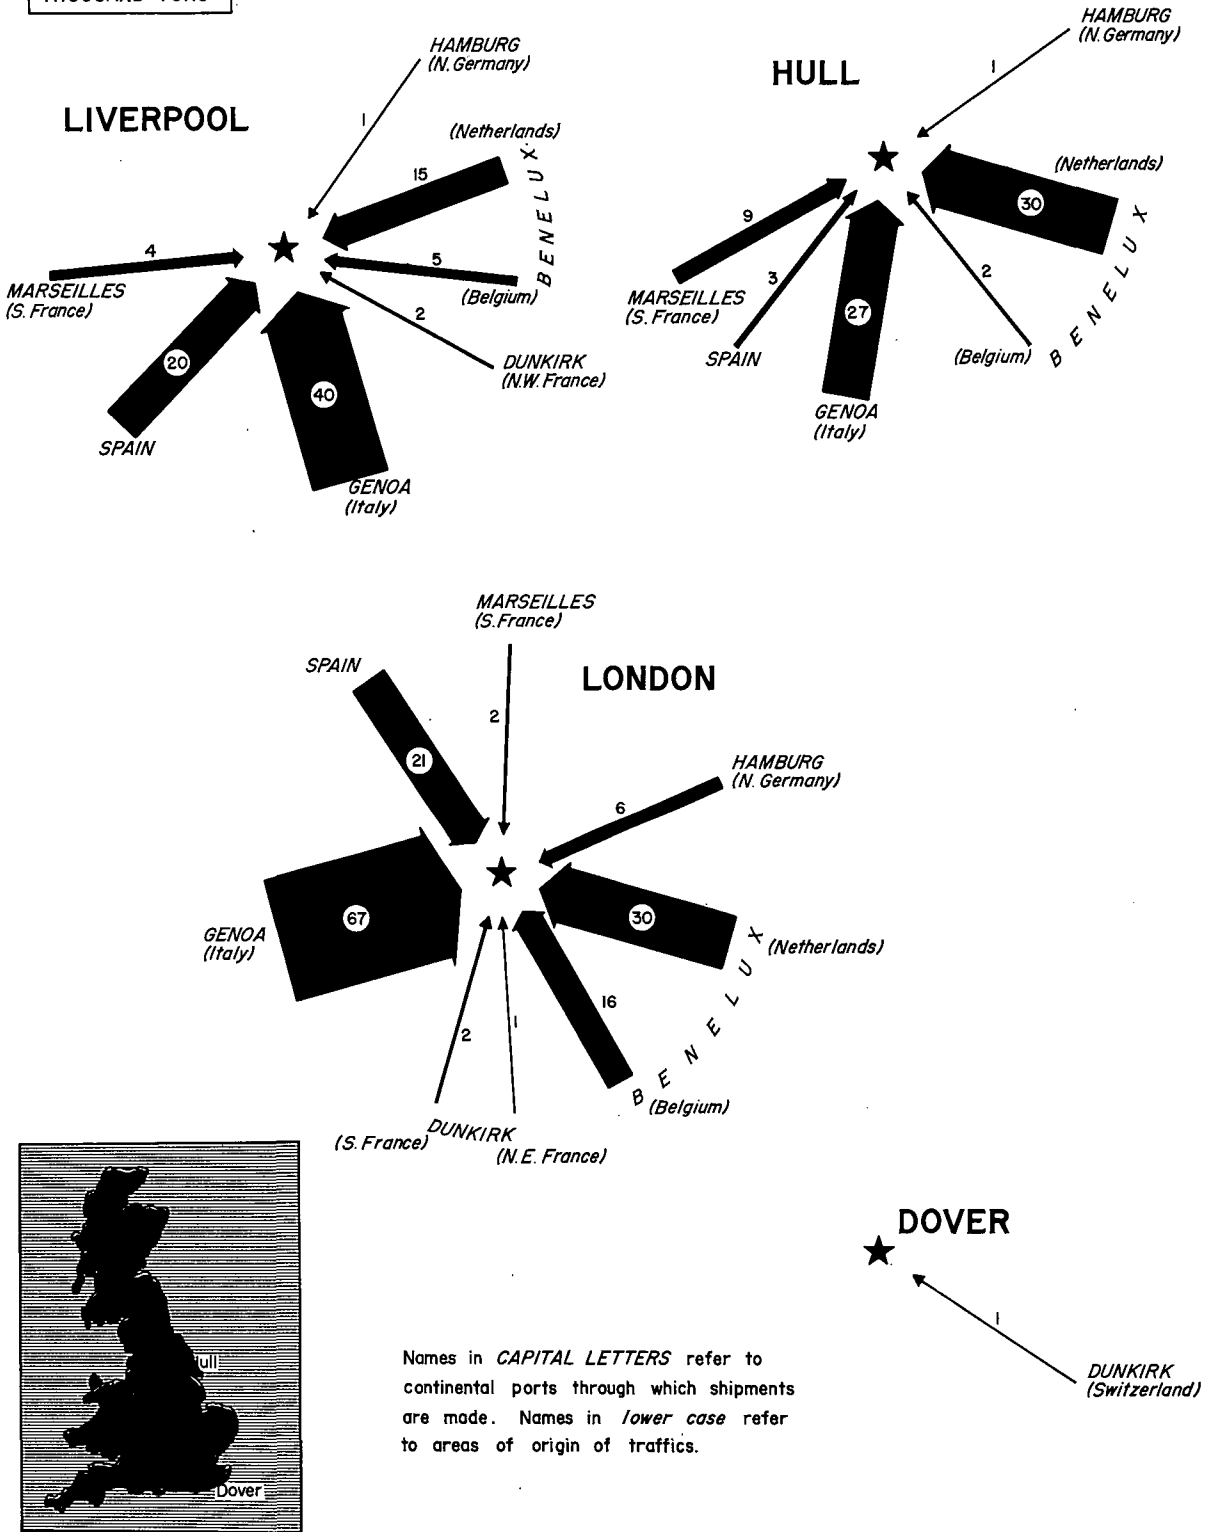 HAMBURG
(N. Germany)
LIVERPOOL
1
(Netherlands)
15
BENELUX
4
MARSEILLES
(S. France)
5
(Belgium)
2
DUNKIRK
(N.W. France)
20
SPAIN
40
GENOA
(Italy)
HAMBURG
(N. Germany)
HULL
1
(Netherlands)
30
BENELUX
9
MARSEILLES
(S. France)
3
SPAIN
2
(Belgium)
27
GENOA
(Italy)
MARSEILLES
(S. France)
SPAIN
LONDON
2
21
HAMBURG
(N. Germany)
6
67
GENOA
(Italy)
30
(Netherlands)
BENELUX
16
(Belgium)
2
1
DUNKIRK
(S. France)
(N.E. France)
DOVER
1
DUNKIRK
(Switzerland)
Names in CAPITAL LETTERS refer to
continental ports through which shipments
are made. Names in lower case refer
to areas of origin of traffics.
Dover